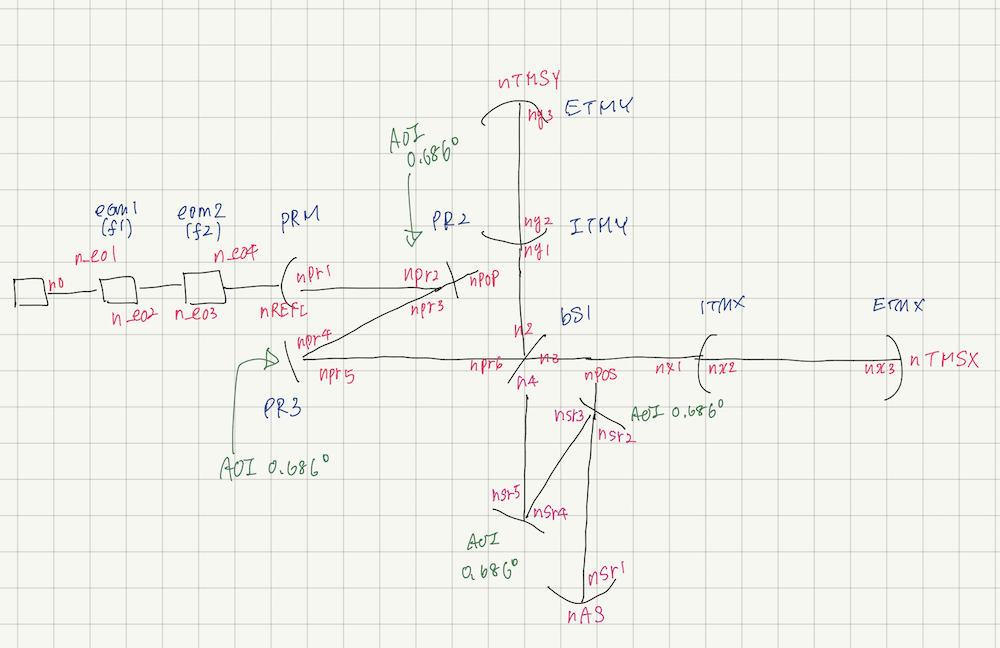 nTMSY
ny3
ETMY
AOI
0.686°
eom1
(f1)
eom2
(f2)
PRM
PR2
ny2
ITMY
ny1
n_eo1
n_eo4
n0
npr1
npr2
nPOP
n_eo2
n_eo3
nREFL
npr3
bS1
ITMX
ETMX
npr4
n2
npr5
npr6
n3
nPOS
nx1
nx2
nx3
nTMSX
n4
PR3
nsr3
AOI 0.686°
nsr2
AOI 0.686°
nsr5
nsr4
AOI
0.686°
nsr1
nAS